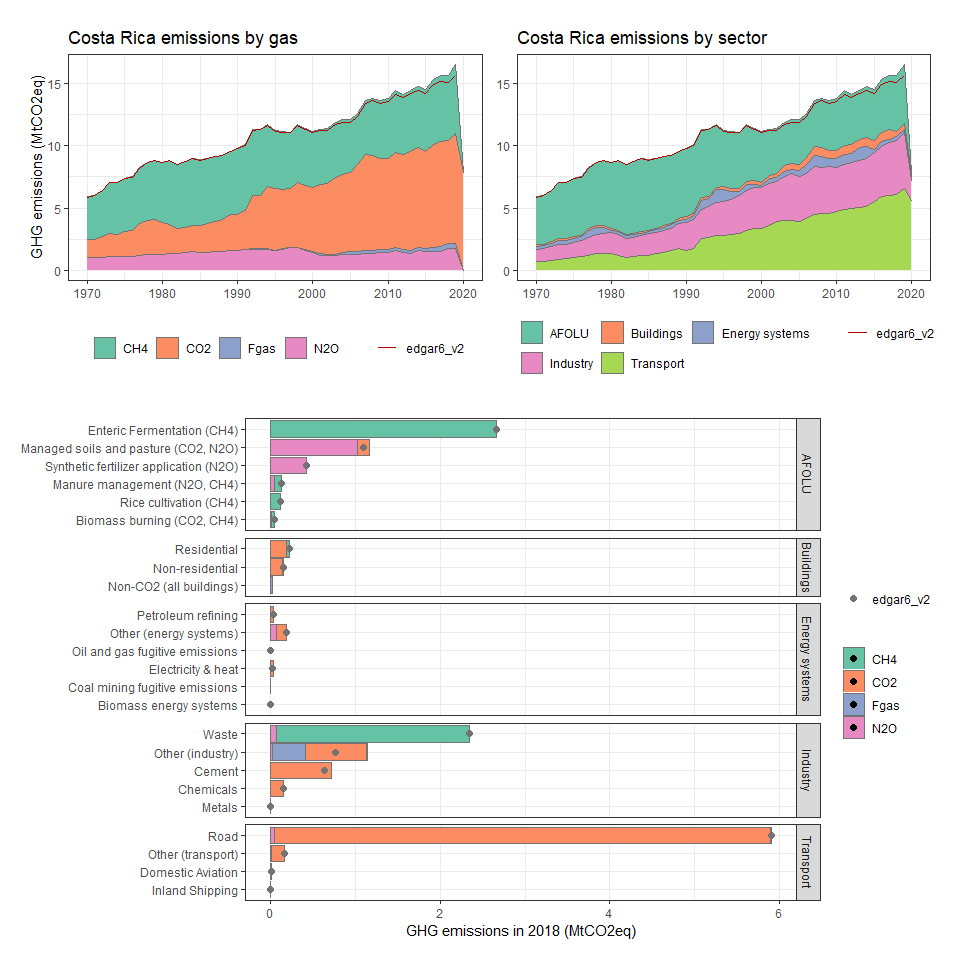 Costa Rica emissions by gas
GHG emissions (MtCO2eq)
15
10
5
0
1970
1980
1990
2000
2010
2020
CH4
CO2
Fgas
N2O
edgar6_v2
Costa Rica emissions by sector
15
10
5
0
1970
1980
1990
2000
2010
2020
AFOLU
Buildings
Energy systems
edgar6_v2
Industry
Transport
Enteric Fermentation (CH4)
Managed soils and pasture (CO2, N2O)
Synthetic fertilizer application (N2O)
Manure management (N2O, CH4)
Rice cultivation (CH4)
Biomass burning (CO2, CH4)
AFOLU
Residential
Non-residential
Non-CO2 (all buildings)
Buildings
Petroleum refining
Other (energy systems)
Oil and gas fugitive emissions
Electricity & heat
Coal mining fugitive emissions
Biomass energy systems
Energy systems
Waste
Other (industry)
Cement
Chemicals
Metals
Industry
Road
Other (transport)
Domestic Aviation
Inland Shipping
Transport
0
2
4
6
GHG emissions in 2018 (MtCO2eq)
edgar6_v2
CH4
CO2
Fgas
N2O